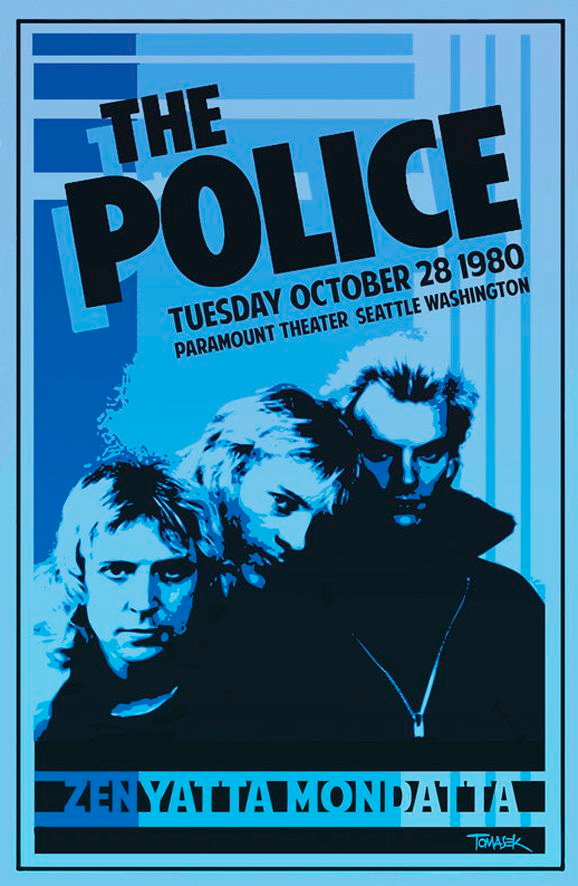 THE
POLICE
TUESDAY OCTOBER 28 1980
PARAMOUNT THEATER SEATTLE WASHINGTON
ZENYATTA MONDATTA
TOMASEK